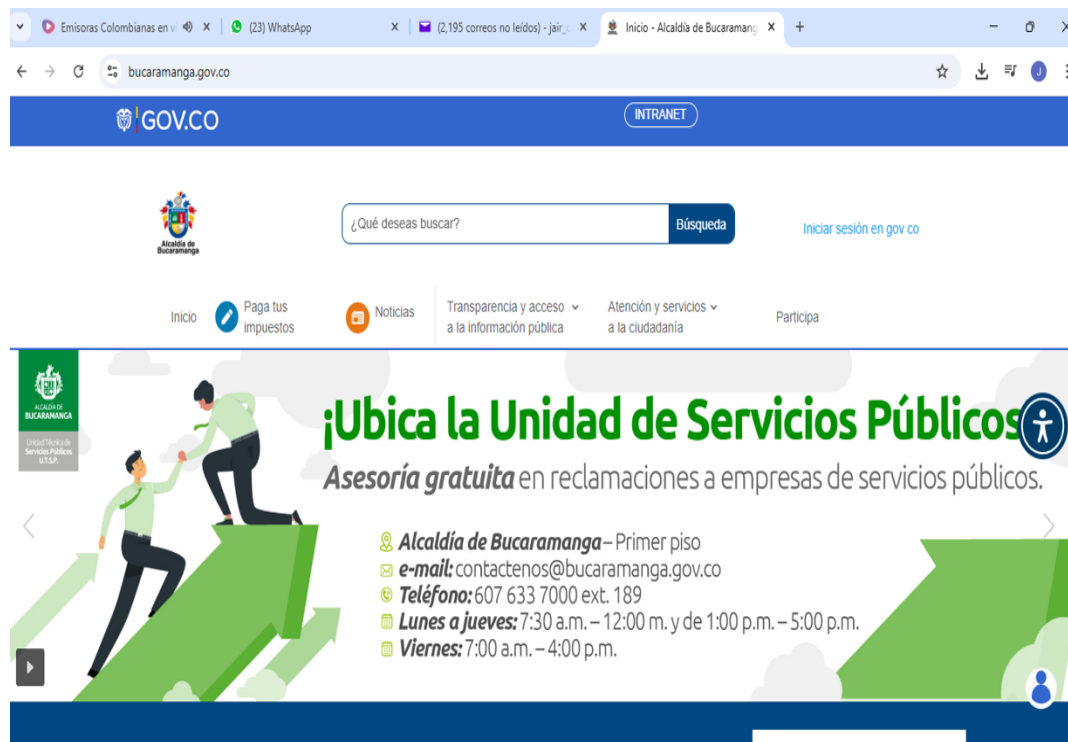 Emisoras Colombianas en v
(23) WhatsApp
(2,195 correos no leídos) - jair_c
Inicio - Alcaldía de Bucaramang
bucaramanga.gov.co
J
GOV.CO
INTRANET
Alcaldía de
Bucaramanga
¿Qué deseas buscar?
Búsqueda
Iniciar sesión en gov co
Inicio
Paga tus
impuestos
Noticias
Transparencia y acceso
a la información pública
Atención y servicios
a la ciudadanía
Participa
ALCALDÍA DE
BUCARAMANGA
Unidad Técnica de
Servicios Públicos
U.T.S.P.
¡Ubica la Unidad de Servicios Públicos
Asesoría gratuita en reclamaciones a empresas de servicios públicos.
Alcaldía de Bucaramanga – Primer piso
e-mail: contactenos@bucaramanga.gov.co
Teléfono: 607 633 7000 ext. 189
Lunes a jueves: 7:30 a.m. – 12:00 m. y de 1:00 p.m. – 5:00 p.m.
Viernes: 7:00 a.m. – 4:00 p.m.